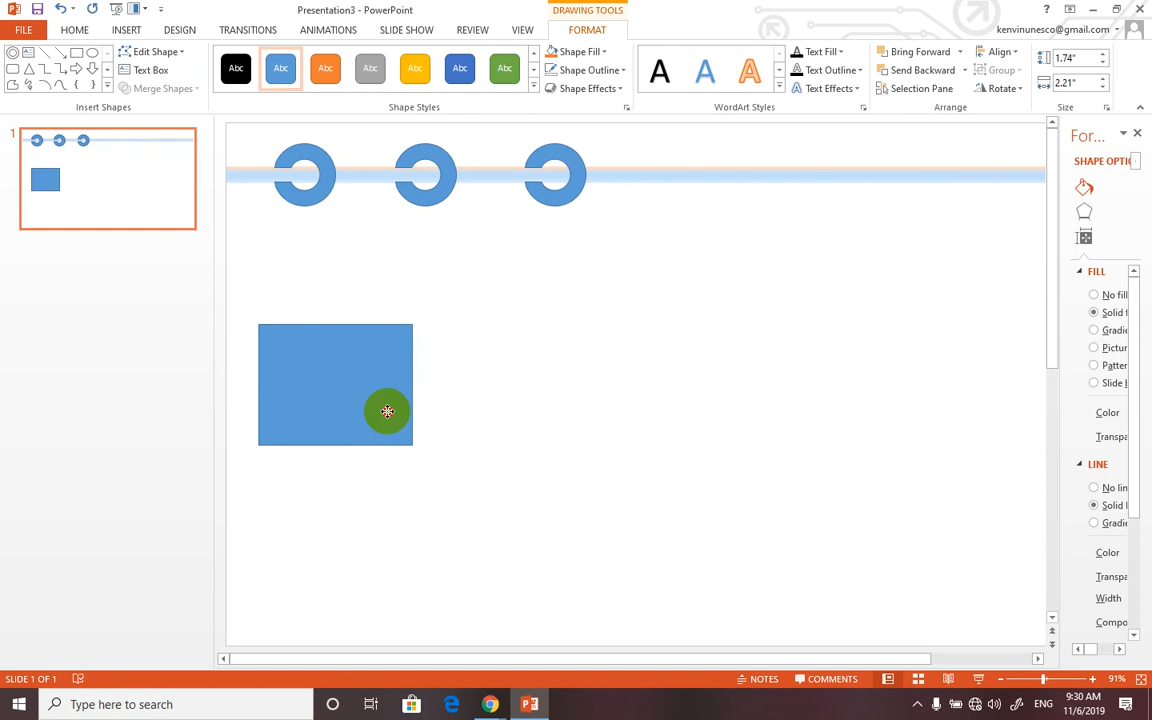 Presentation3 - PowerPoint
DRAWING TOOLS
?
FILE HOME INSERT DESIGN TRANSITIONS ANIMATIONS SLIDE SHOW REVIEW VIEW FORMAT
kenvinunesco@gmail.com
Edit Shape
Text Box
Merge Shapes
Insert Shapes
Abc Abc Abc Abc Abc Abc Abc
Shape Fill
Shape Outline
Shape Effects
Shape Styles
A A A
Text Fill
Text Outline
Text Effects
WordArt Styles
Bring Forward
Send Backward
Selection Pane
Align
Group
Rotate
Arrange
1.74"
2.21"
Size
1
For...
SHAPE OPTIO
FILL
No fill
Solid f
Gradie
Pictur
Patter
Slide b
Color
Transpa
LINE
No lin
Solid l
Gradie
Color
Transpa
Width
Compo
SLIDE 1 OF 1
NOTES
COMMENTS
91%
Type here to search
ENG
9:30 AM
11/6/2019